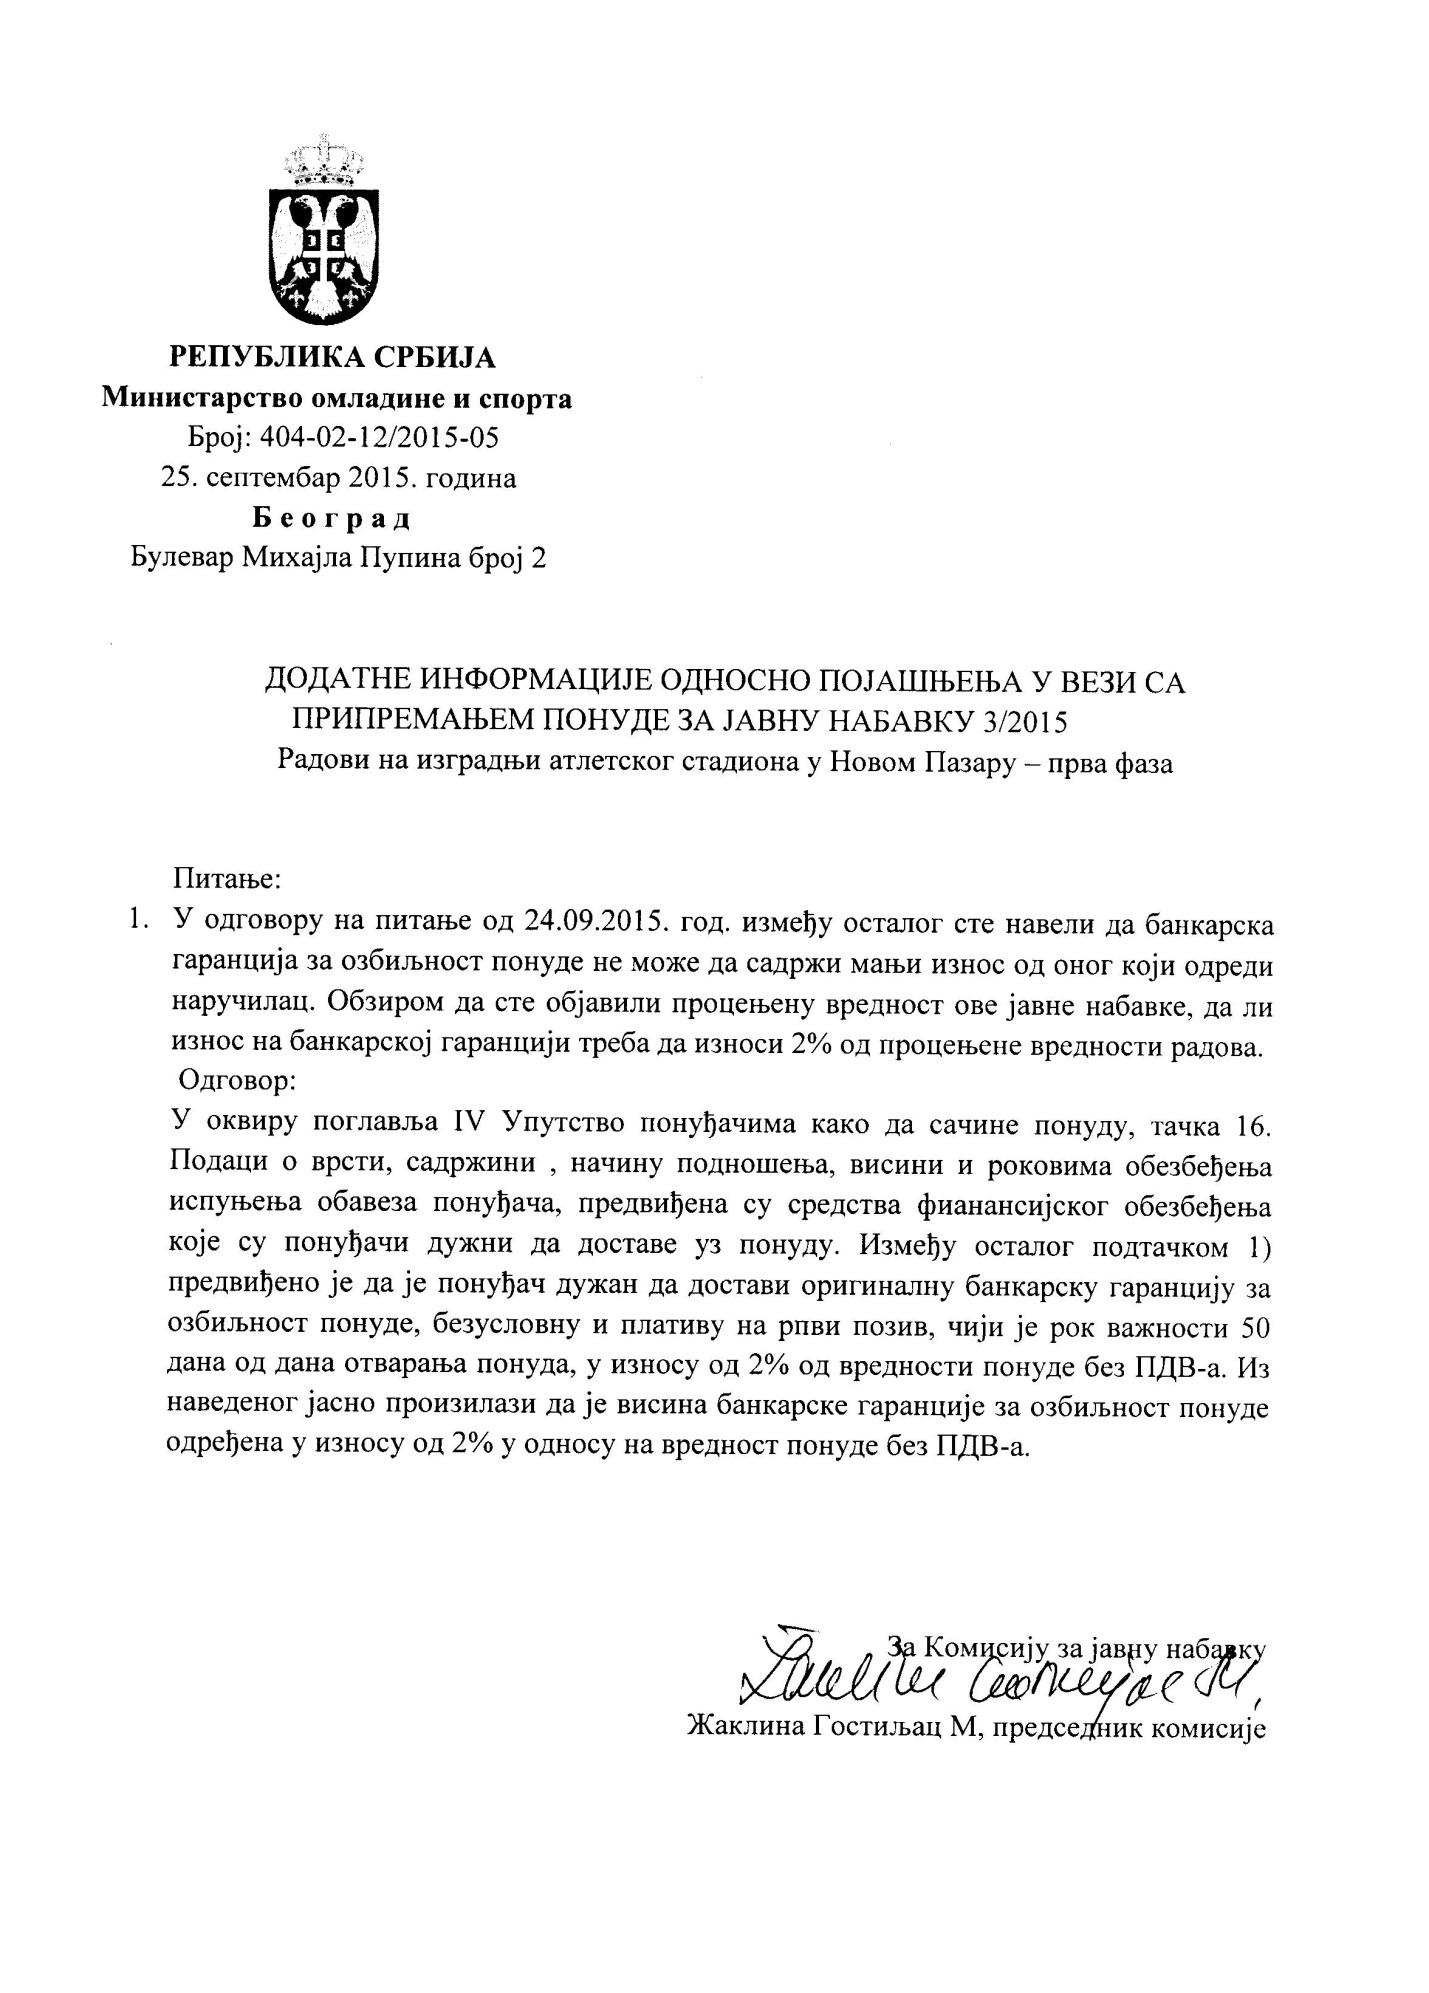 РЕПУБЛИКА СРБИЈА
Министарство омладине и спорта
Број: 404-02-12/2015-05
25. септембар 2015. година
Б е о г р а д
Булевар Михајла Пупина број 2
ДОДАТНЕ ИНФОРМАЦИЈЕ ОДНОСНО ПОЈАШЊЕЊА У ВЕЗИ СА
ПРИПРЕМАЊЕМ ПОНУДЕ ЗА ЈАВНУ НАБАВКУ 3/2015
Радови на изградњи атлетског стадиона у Новом Пазару – прва фаза
Питање:
1. У одговору на питање од 24.09.2015. год. између осталог сте навели да банкарска
гаранција за озбиљност понуде не може да садржи мањи износ од оног који одреди
наручилац. Обзиром да сте објавили процењену вредност ове јавне набавке, да ли
износ на банкарској гаранцији треба да износи 2% од процењене вредности радова.
Одговор:
У оквиру поглавља IV Упутство понуђачима како да сачине понуду, тачка 16.
Подаци о врсти, садржини , начину подношења, висини и роковима обезбеђења
испуњења обавеза понуђача, предвиђена су средства фианансијског обезбеђења
које су понуђачи дужни да доставе уз понуду. Између осталог подтачком 1)
предвиђено је да је понуђач дужан да достави оригиналну банкарску гаранцију за
озбиљност понуде, безусловну и плативу на рпви позив, чији је рок важности 50
дана од дана отварања понуда, у износу од 2% од вредности понуде без ПДВ-а. Из
наведеног јасно произилази да је висина банкарске гаранције за озбиљност понуде
одређена у износу од 2% у односу на вредност понуде без ПДВ-а.
За Комисију за јавну набавку
Жаклина Гостиљац М, председник комисије